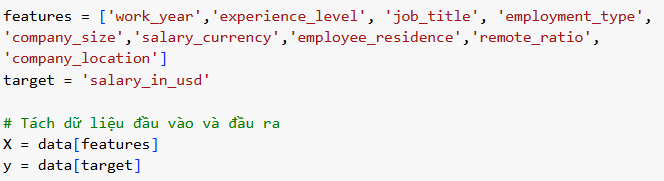 features = ['work_year','experience_level', 'job_title', 'employment_type',
'company_size','salary_currency','employee_residence','remote_ratio',
'company_location']
target = 'salary_in_usd'
# Tách dữ liệu đầu vào và đầu ra
X = data[features]
y = data[target]